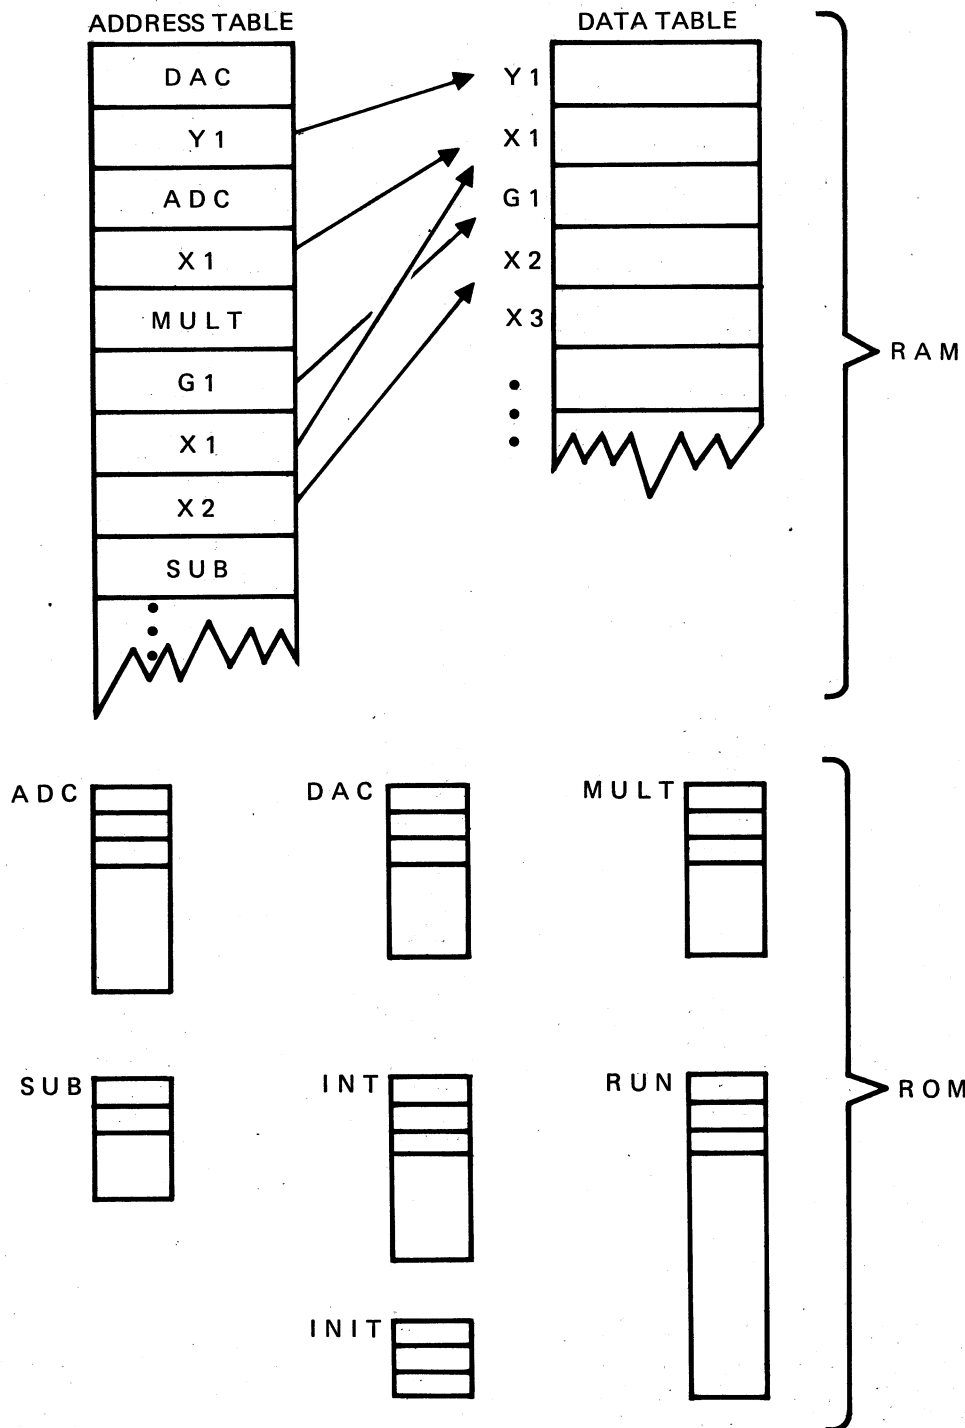 ADDRESS TABLE
DAC
Y1
ADC
X1
MULT
G1
X1
X2
SUB
DATA TABLE
Y1
X1
G1
X2
X3
RAM
ADC
DAC
MULT
SUB
INT
RUN
INIT
ROM